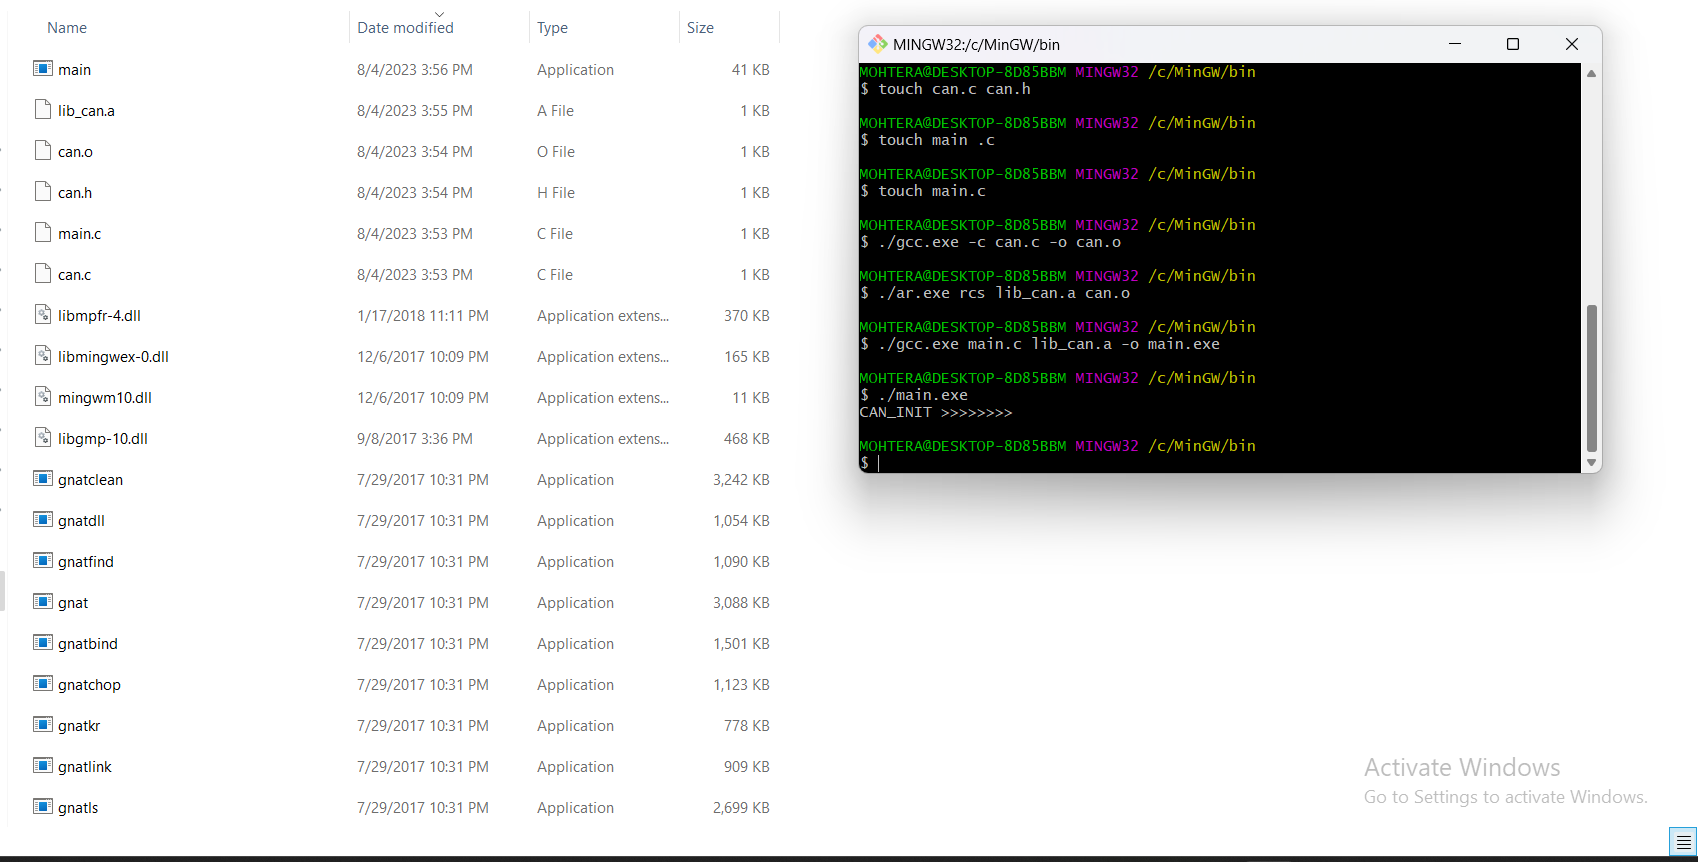 Name Date modified Type Size
main 8/4/2023 3:56 PM Application 41 KB
lib_can.a 8/4/2023 3:55 PM A File 1 KB
can.o 8/4/2023 3:54 PM O File 1 KB
can.h 8/4/2023 3:54 PM H File 1 KB
main.c 8/4/2023 3:53 PM C File 1 KB
can.c 8/4/2023 3:53 PM C File 1 KB
libmpfr-4.dll 1/17/2018 11:11 PM Application extens... 370 KB
libmingwex-0.dll 12/6/2017 10:09 PM Application extens... 165 KB
mingwm10.dll 12/6/2017 10:09 PM Application extens... 11 KB
libgmp-10.dll 9/8/2017 3:36 PM Application extens... 468 KB
gnatclean 7/29/2017 10:31 PM Application 3,242 KB
gnatdll 7/29/2017 10:31 PM Application 1,054 KB
gnatfind 7/29/2017 10:31 PM Application 1,090 KB
gnat 7/29/2017 10:31 PM Application 3,088 KB
gnatbind 7/29/2017 10:31 PM Application 1,501 KB
gnatchop 7/29/2017 10:31 PM Application 1,123 KB
gnatkr 7/29/2017 10:31 PM Application 778 KB
gnatlink 7/29/2017 10:31 PM Application 909 KB
gnatls 7/29/2017 10:31 PM Application 2,699 KB
MINGW32:/c/MinGW/bin
MOHTERA@DESKTOP-8D85BBM MINGW32 /c/MinGW/bin
$ touch can.c can.h
MOHTERA@DESKTOP-8D85BBM MINGW32 /c/MinGW/bin
$ touch main .c
MOHTERA@DESKTOP-8D85BBM MINGW32 /c/MinGW/bin
$ touch main.c
MOHTERA@DESKTOP-8D85BBM MINGW32 /c/MinGW/bin
$ ./gcc.exe -c can.c -o can.o
MOHTERA@DESKTOP-8D85BBM MINGW32 /c/MinGW/bin
$ ./ar.exe rcs lib_can.a can.o
MOHTERA@DESKTOP-8D85BBM MINGW32 /c/MinGW/bin
$ ./gcc.exe main.c lib_can.a -o main.exe
MOHTERA@DESKTOP-8D85BBM MINGW32 /c/MinGW/bin
$ ./main.exe
CAN_INIT >>>>>>>>
MOHTERA@DESKTOP-8D85BBM MINGW32 /c/MinGW/bin
$
Activate Windows
Go to Settings to activate Windows.